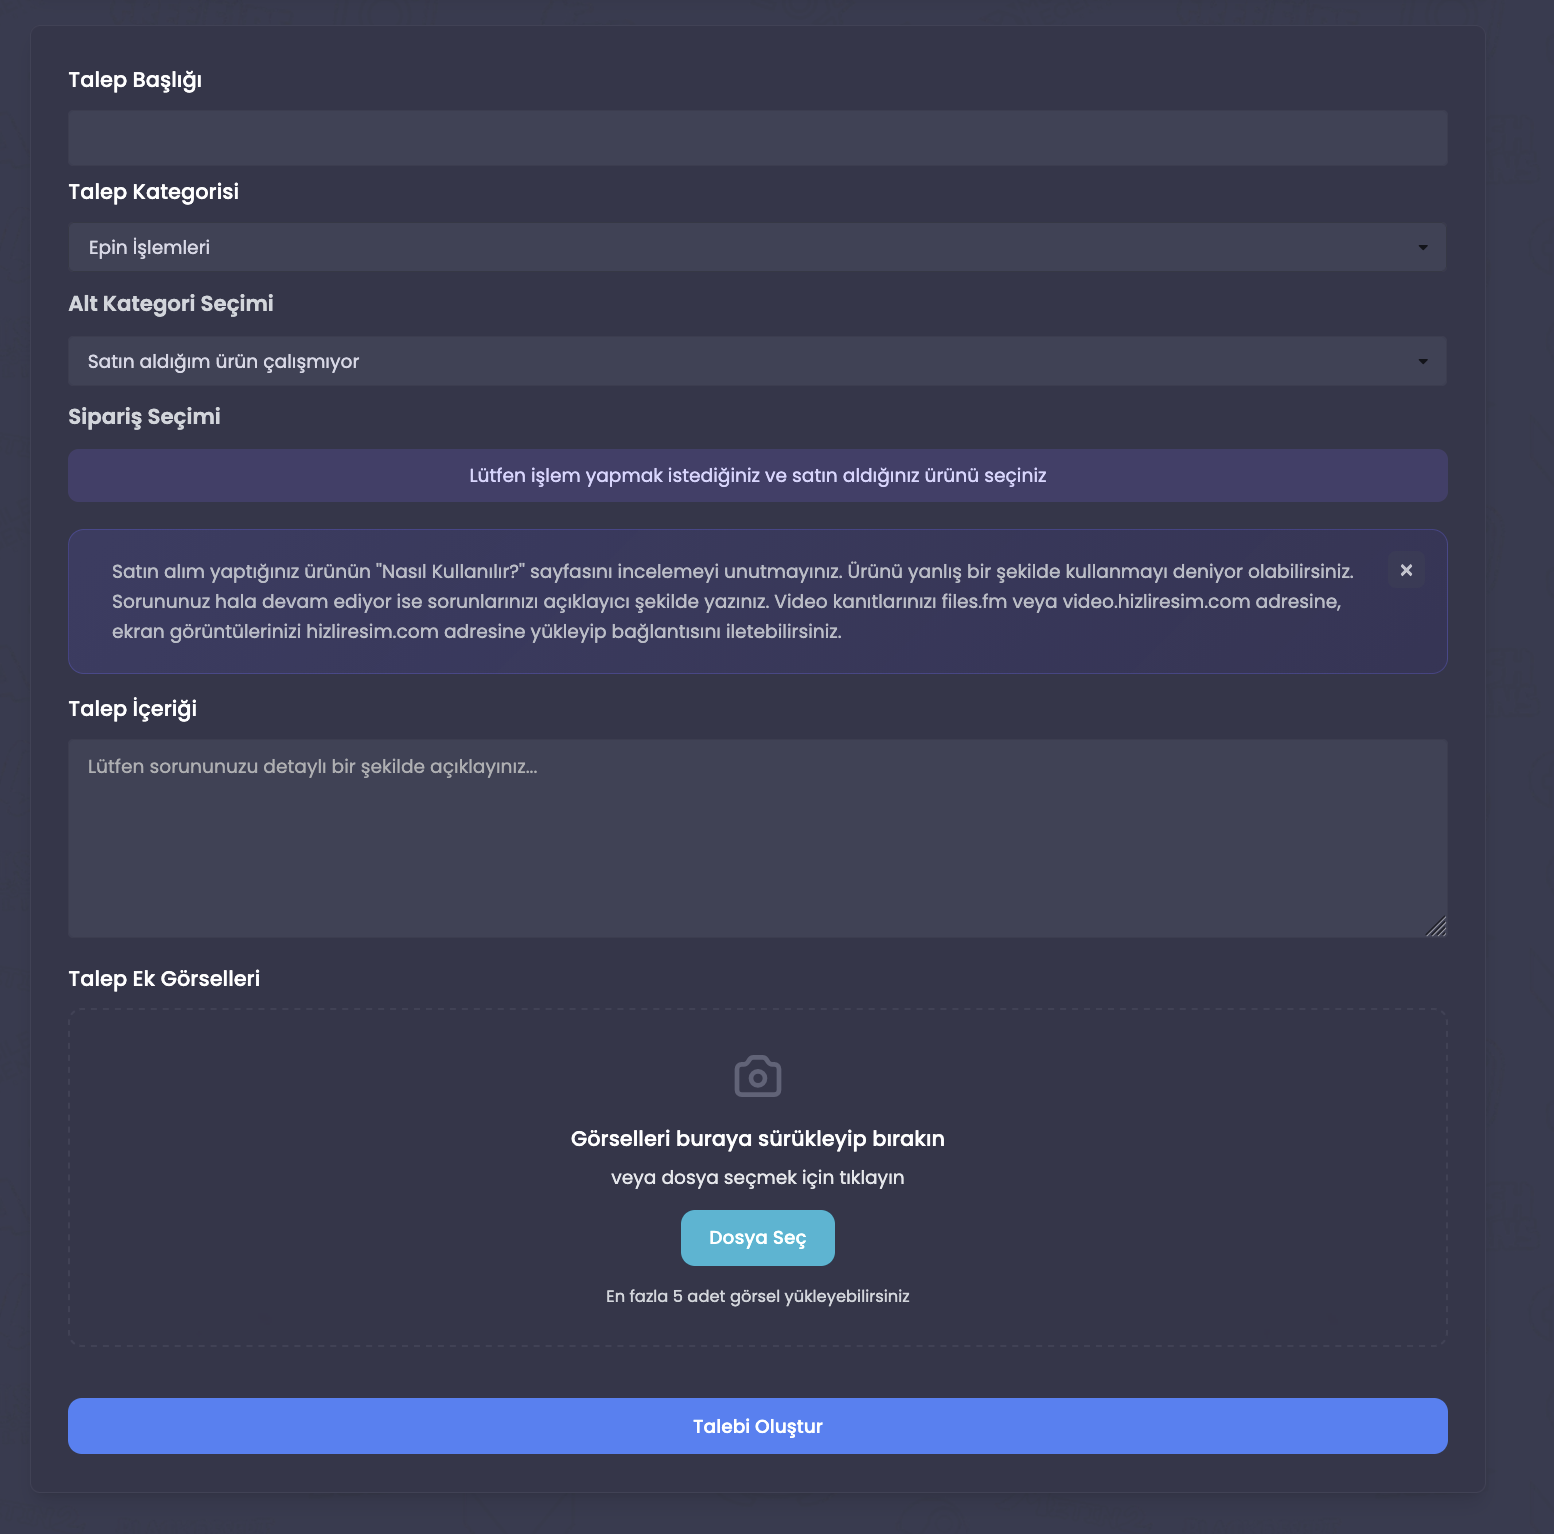 Talep Başlığı
Talep Kategorisi
Epin İşlemleri
Alt Kategori Seçimi
Satın aldığım ürün çalışmıyor
Sipariş Seçimi
Lütfen işlem yapmak istediğiniz ve satın aldığınız ürünü seçiniz
Satın alım yaptığınız ürünün "Nasıl Kullanılır?" sayfasını incelemeyi unutmayınız. Ürünü yanlış bir şekilde kullanmayı deniyor olabilirsiniz.
Sorununuz hala devam ediyor ise sorunlarınızı açıklayıcı şekilde yazınız. Video kanıtlarınızı files.fm veya video.hizliresim.com adresine,
ekran görüntülerinizi hizliresim.com adresine yükleyip bağlantısını iletebilirsiniz.
Talep İçeriği
Lütfen sorununuzu detaylı bir şekilde açıklayınız...
Talep Ek Görselleri
Görselleri buraya sürükleyip bırakın
veya dosya seçmek için tıklayın
Dosya Seç
En fazla 5 adet görsel yükleyebilirsiniz
Talebi Oluştur